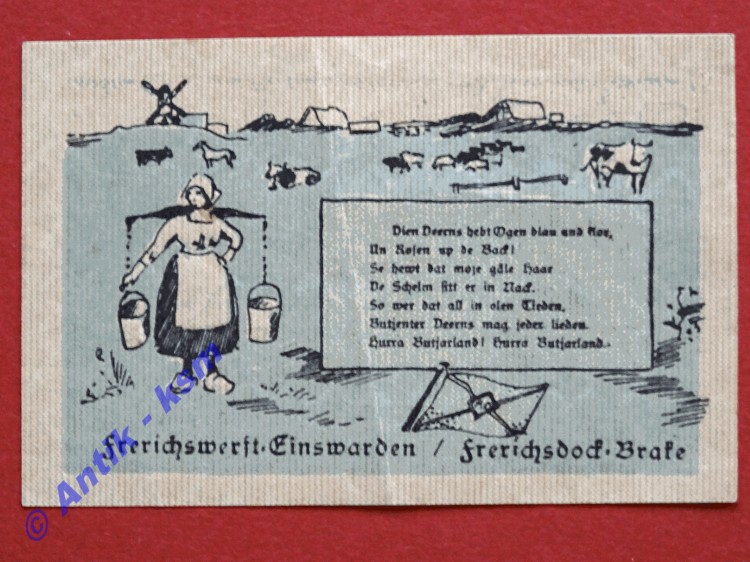 Dien Deerns hebt Ogen blau und klor,
Un Rosen up de Back!
Se hewt dat moje gäle Haar
De Schelm sitt er in Nack.
So wer dat all in olen Tieden,
Butjenter Deerns mag jeder lieden.
Hurra Butjarland! Hurra Butjarland.
Frerichswerft-Einswarden / Frerichsdock-Brake
© Antik - ksm